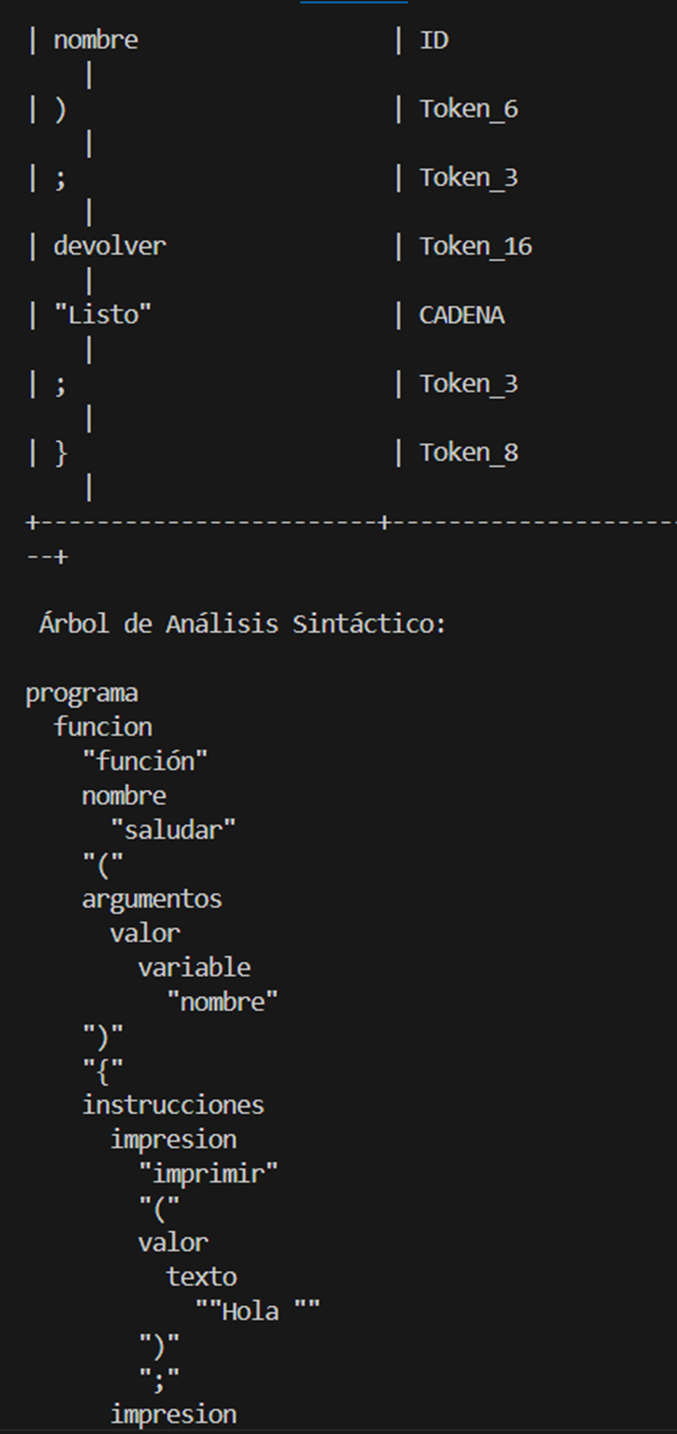 | nombre                  | ID
    |
| )                       | Token_6
    |
| ;                       | Token_3
    |
| devolver                | Token_16
    |
| "Listo"                 | CADENA
    |
| ;                       | Token_3
    |
| }                       | Token_8
    |
+------------------------+---------------------
--+

 Árbol de Análisis Sintáctico:

programa
  funcion
    "función"
    nombre
      "saludar"
    "("
    argumentos
      valor
        variable
          "nombre"
    ")"
    "{"
    instrucciones
      impresion
        "imprimir"
        "("
        valor
          texto
            ""Hola ""
        ")"
        ";"
      impresion